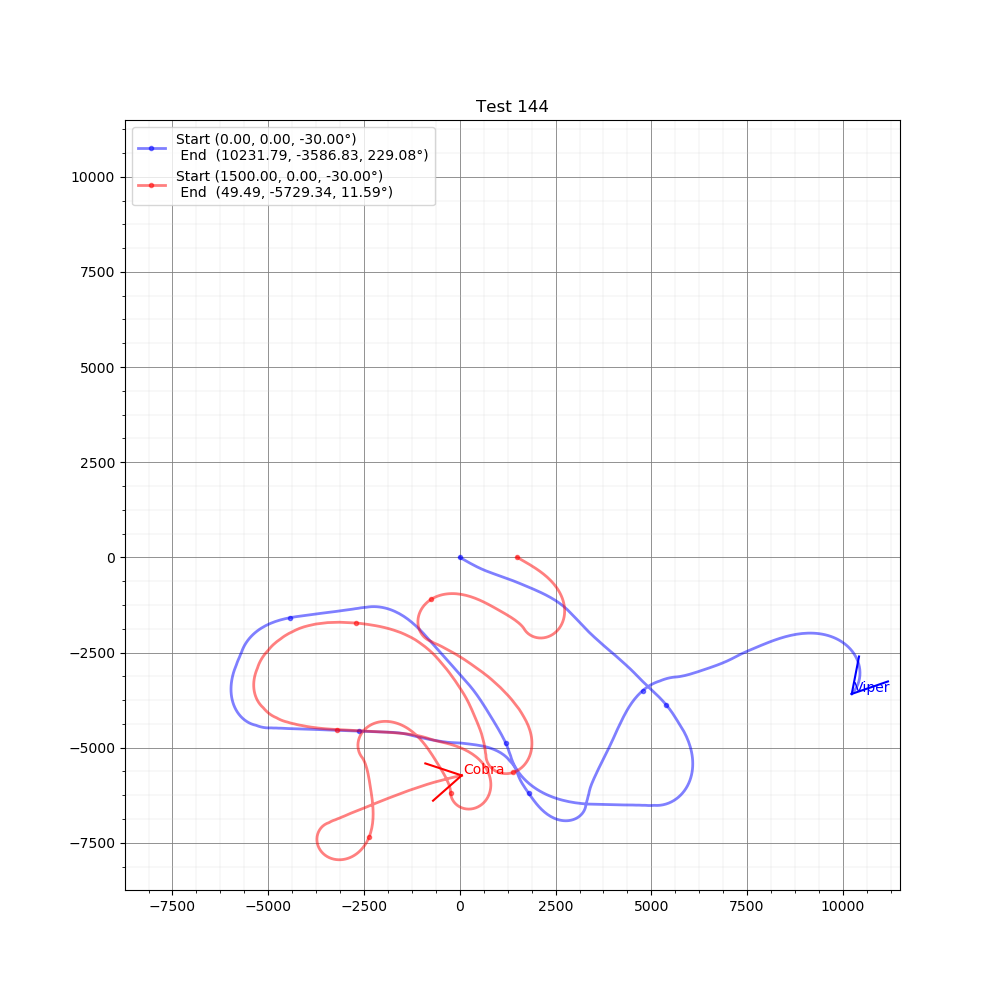 Test 144
Start (0.00, 0.00, -30.00°)
End  (10231.79, -3586.83, 229.08°)
Start (1500.00, 0.00, -30.00°)
End  (49.49, -5729.34, 11.59°)
10000
7500
5000
2500
0
−2500
−5000
−7500
Viper
Cobra
−7500 −5000 −2500 0 2500 5000 7500 10000